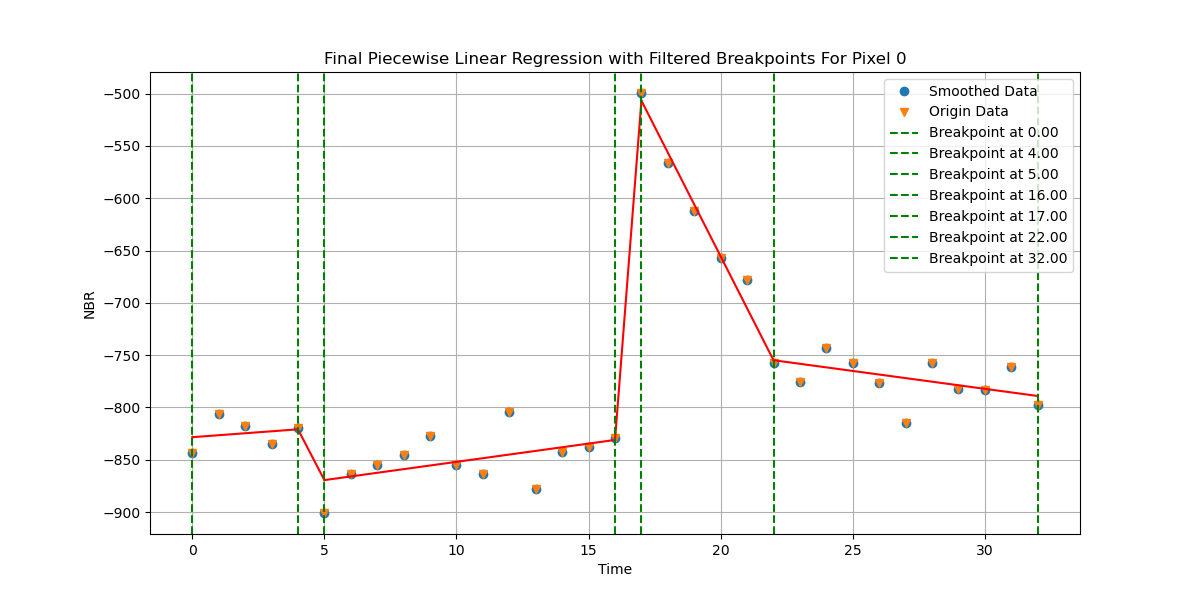 Final Piecewise Linear Regression with Filtered Breakpoints For Pixel 0
Smoothed Data
Origin Data
Breakpoint at 0.00
Breakpoint at 4.00
Breakpoint at 5.00
Breakpoint at 16.00
Breakpoint at 17.00
Breakpoint at 22.00
Breakpoint at 32.00
NBR
−500
−550
−600
−650
−700
−750
−800
−850
−900
0 5 10 15 20 25 30
Time